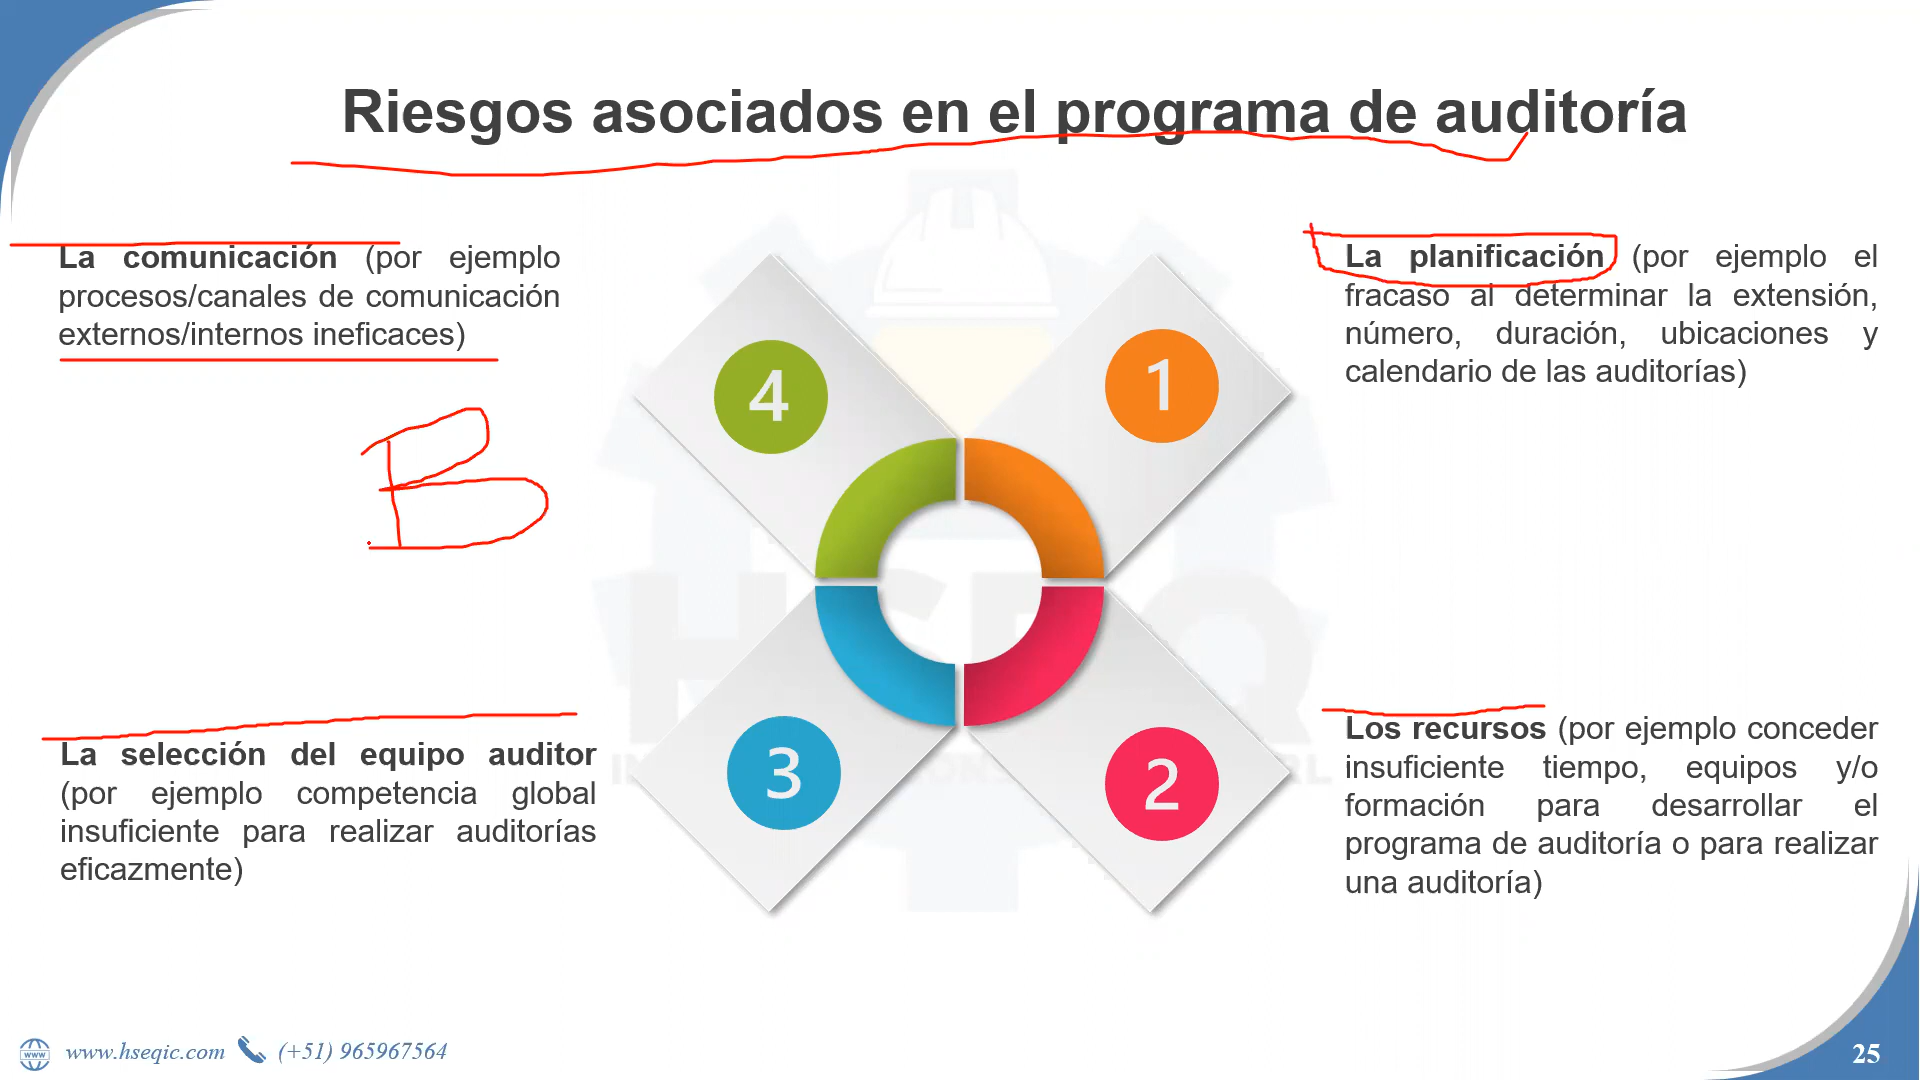 Riesgos asociados en el programa de auditoría
La comunicación (por ejemplo
procesos/canales de comunicación
externos/internos ineficaces)
La planificación (por ejemplo el
fracaso al determinar la extensión,
número, duración, ubicaciones y
calendario de las auditorías)
4
1
B
HSEQ
3
2
La selección del equipo auditor
(por ejemplo competencia global
insuficiente para realizar auditorías
eficazmente)
Los recursos (por ejemplo conceder
insuficiente tiempo, equipos y/o
formación para desarrollar el
programa de auditoría o para realizar
una auditoría)
www www.hseqic.com (+51) 965967564
25